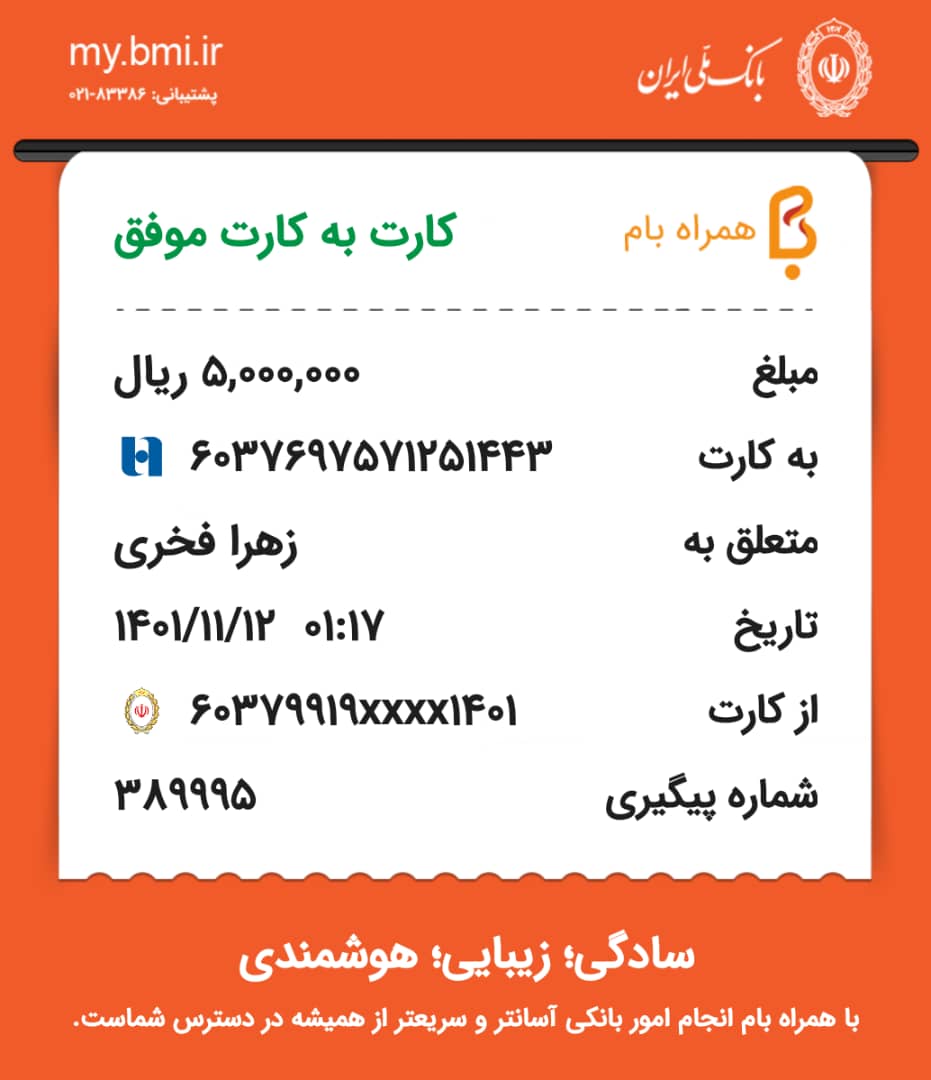 my.bmi.ir
پشتیبانی: ۸۳۳۸۶-۰۲۱
بانک ملّی ایران
همراه بام
کارت به کارت موفق
مبلغ ۵,۰۰۰,۰۰۰ ریال
به کارت ۶۰۳۷۶۹۷۵۷۱۲۵۱۴۴۳
متعلق به زهرا فخری
تاریخ ۱۴۰۱/۱۱/۱۲ ۰۱:۱۷
از کارت ۶۰۳۷۹۹۱۹xxxx۱۴۰۱
شماره پیگیری ۳۸۹۹۹۵
سادگی؛ زیبایی؛ هوشمندی
با همراه بام انجام امور بانکی آسانتر و سریعتر از همیشه در دسترس شماست.